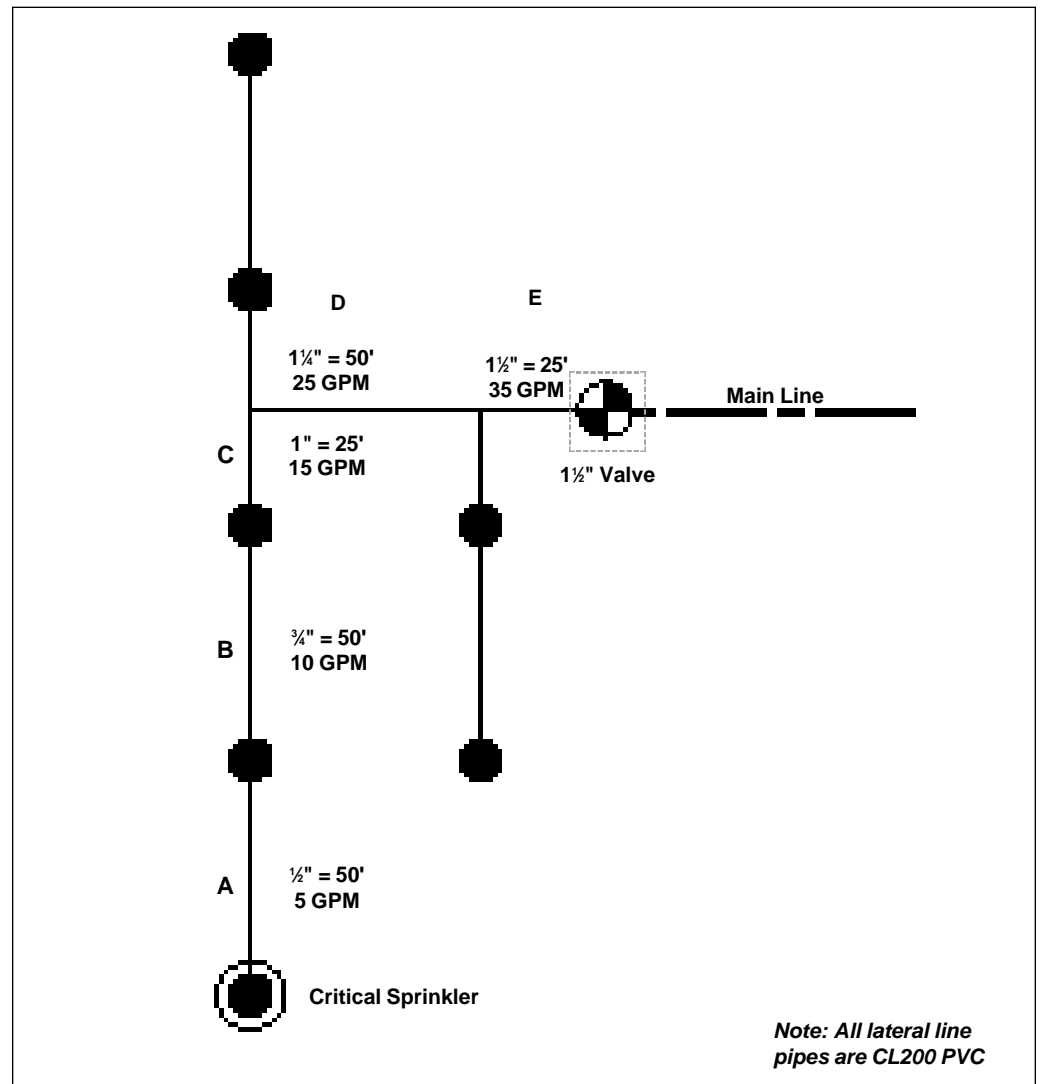 D
E
1¼" = 50'
25 GPM
1½" = 25'
35 GPM
Main Line
C
1" = 25'
15 GPM
1½" Valve
B
¾" = 50'
10 GPM
A
½" = 50'
5 GPM
Critical Sprinkler
Note: All lateral line
pipes are CL200 PVC